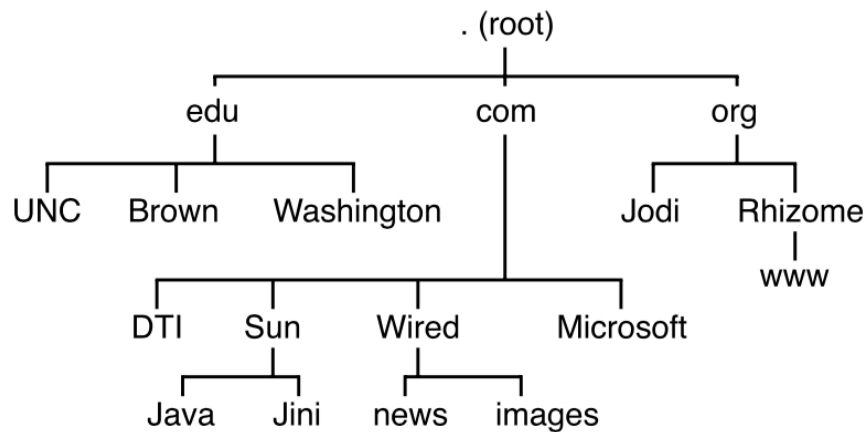 . (root)
edu com org
UNC Brown Washington Jodi Rhizome
www
DTI Sun Wired Microsoft
Java Jini news images